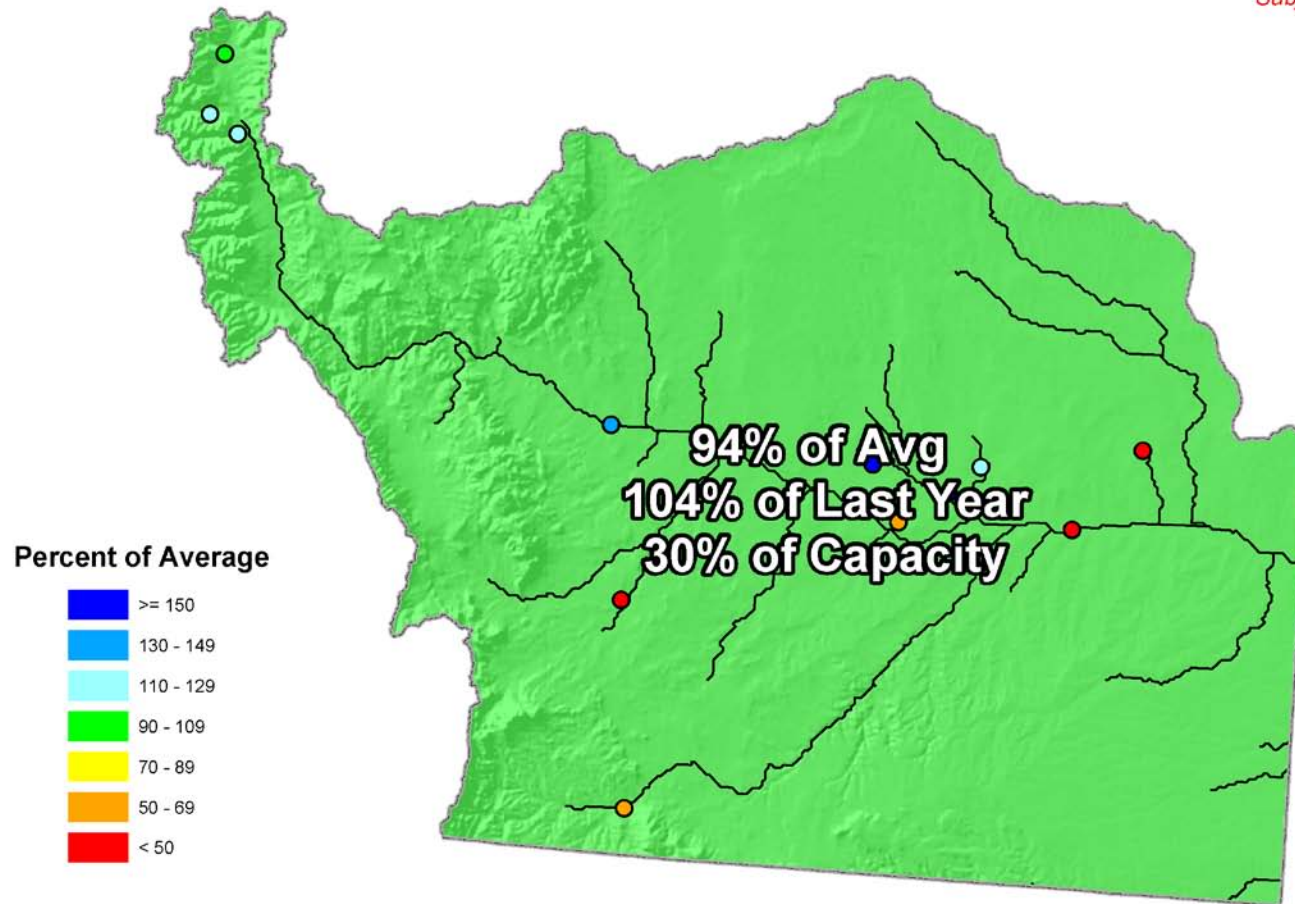 94% of Avg
104% of Last Year
30% of Capacity
Percent of Average
>= 150
130 - 149
110 - 129
90 - 109
70 - 89
50 - 69
< 50